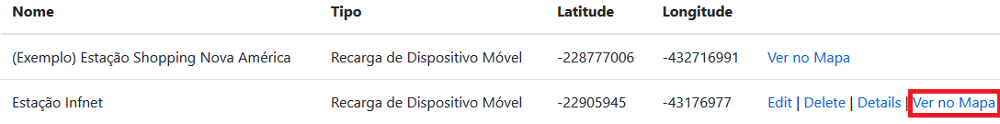 Nome Tipo Latitude Longitude
(Exemplo) Estação Shopping Nova América Recarga de Dispositivo Móvel -228777006 -432716991 Ver no Mapa
Estação Infnet Recarga de Dispositivo Móvel -22905945 -43176977 Edit | Delete | Details | Ver no Mapa